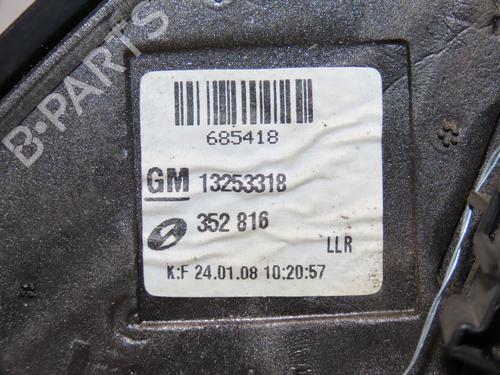 B-PARTS
685418
GM 13253318
352 816
LLR
K:F 24.01.08 10:20:57